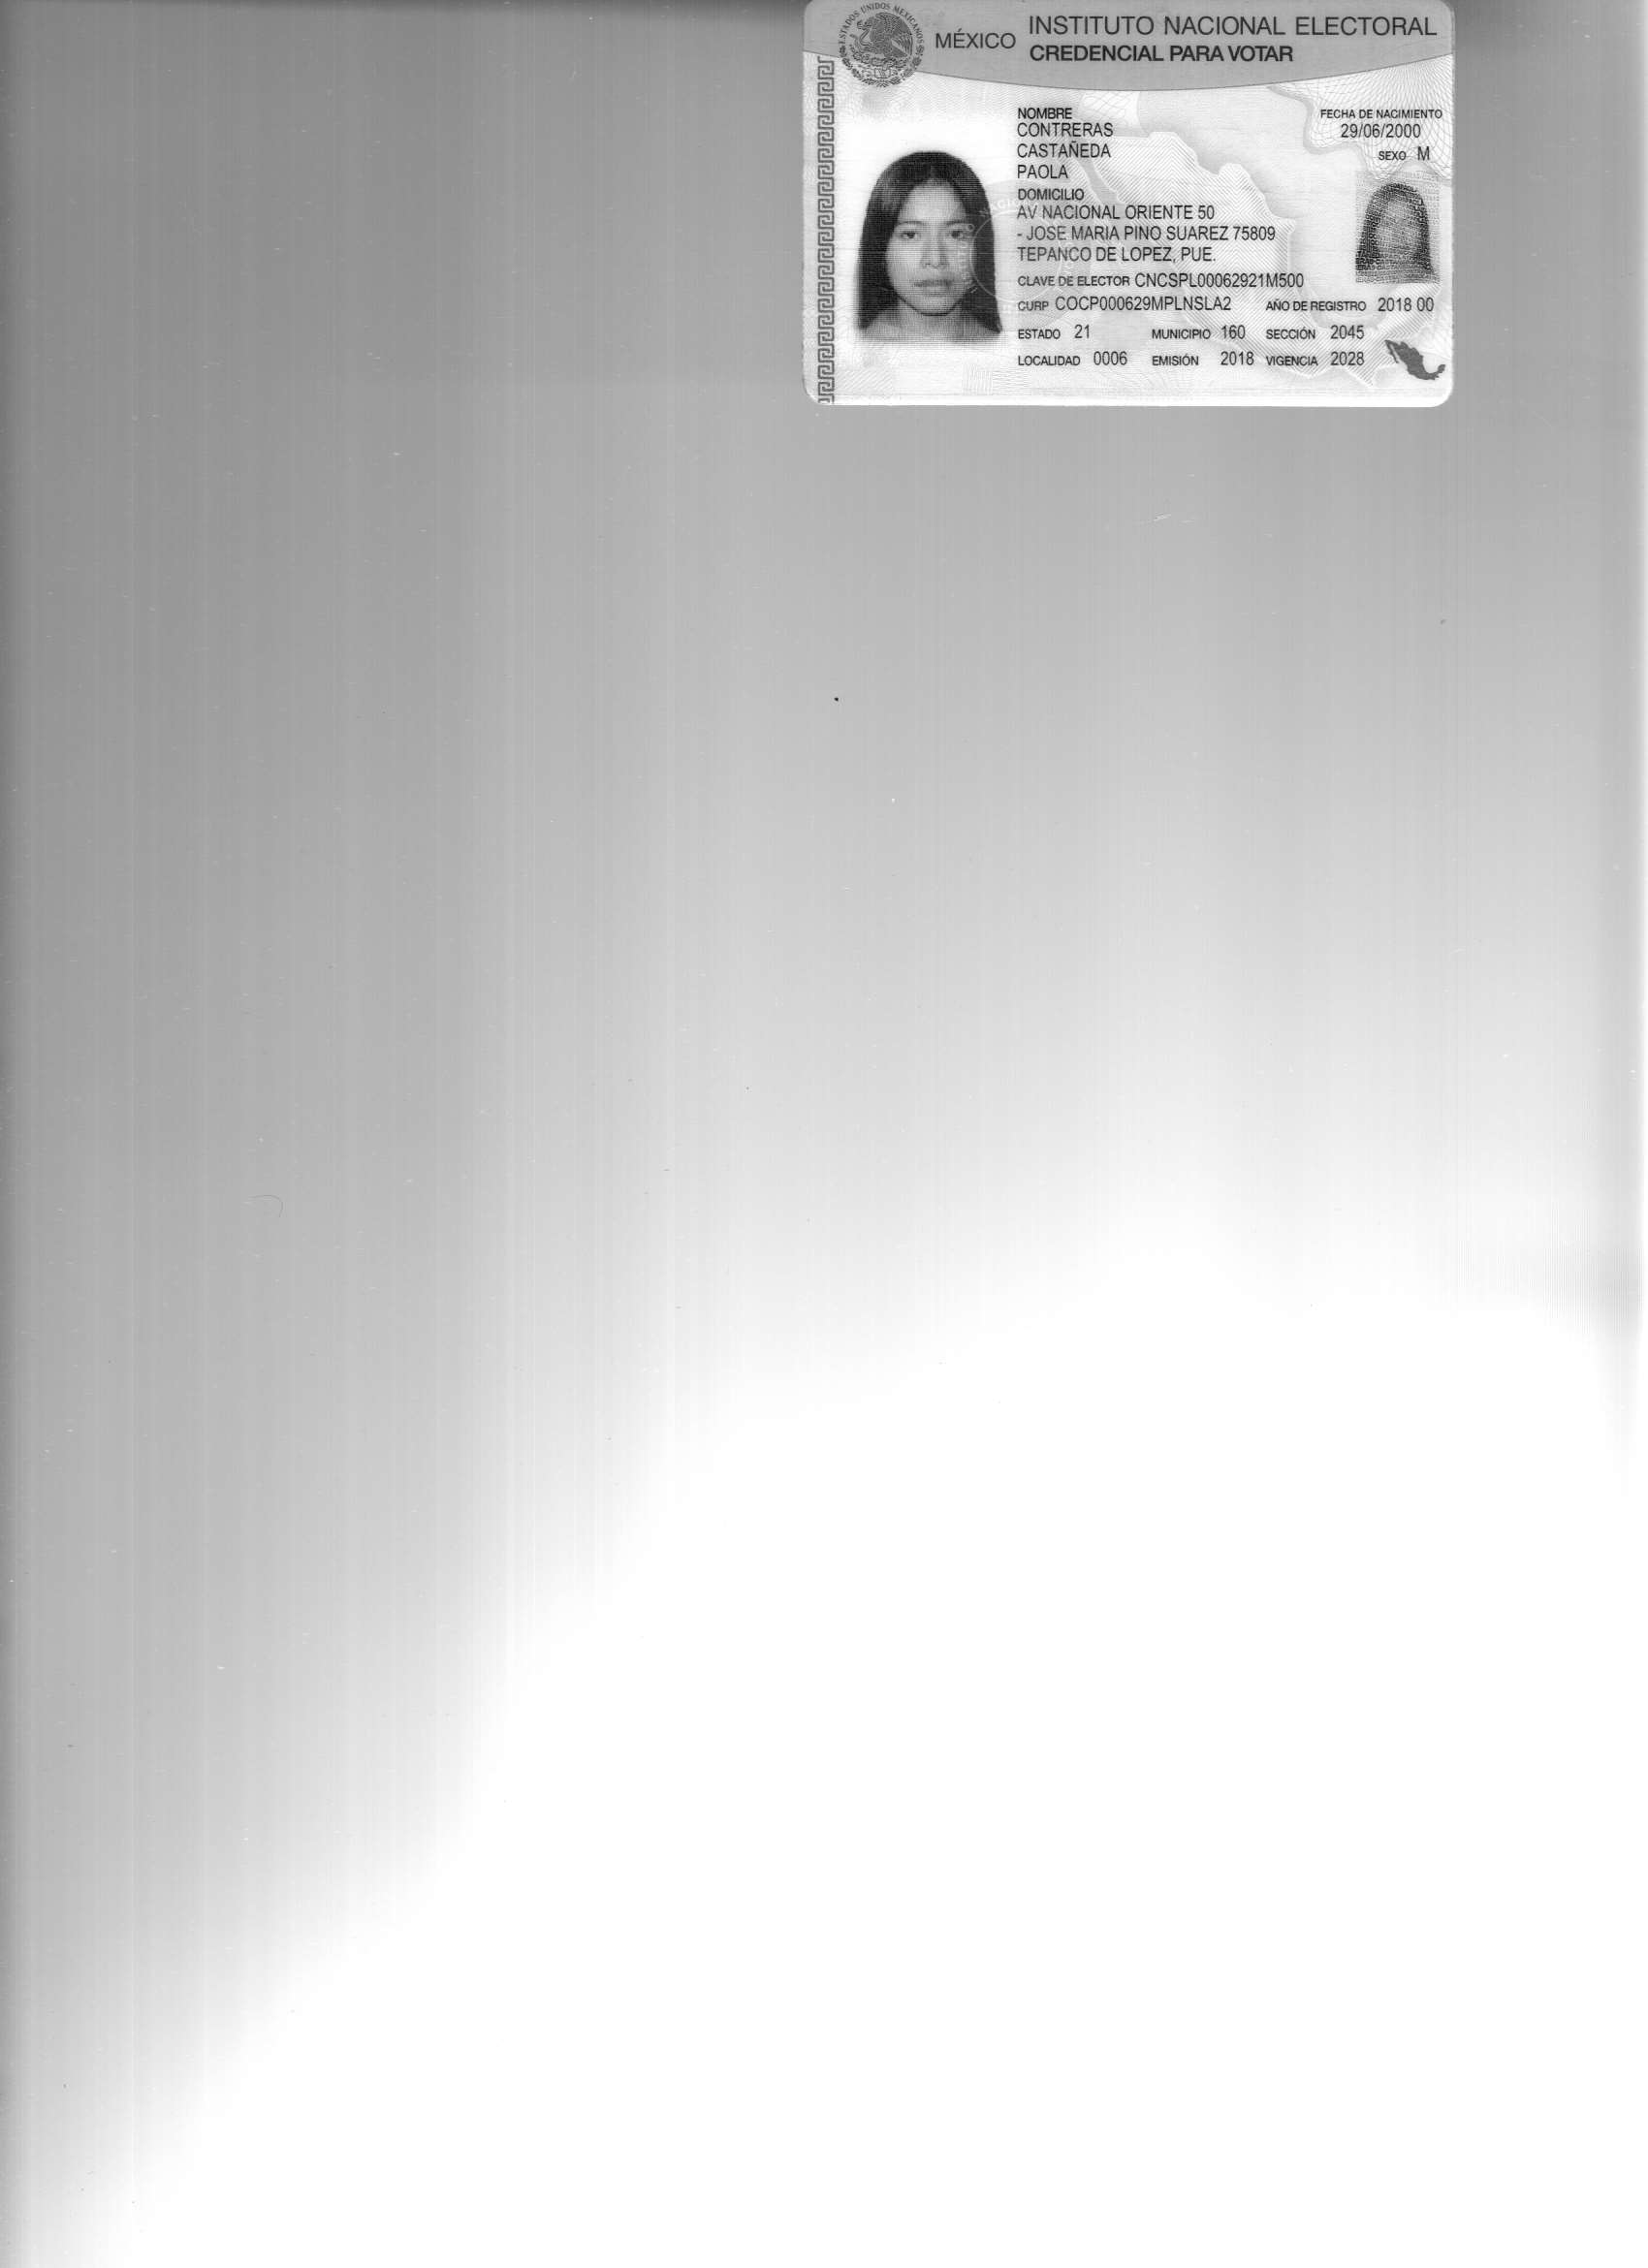 ESTADOS UNIDOS MEXICANOS
MÉXICO INSTITUTO NACIONAL ELECTORAL
CREDENCIAL PARA VOTAR
NOMBRE
CONTRERAS
CASTAÑEDA
PAOLA
FECHA DE NACIMIENTO
29/06/2000
SEXO M
DOMICILIO
AV NACIONAL ORIENTE 50
- JOSE MARIA PINO SUAREZ 75809
TEPANCO DE LOPEZ, PUE.
CLAVE DE ELECTOR CNCSPL00062921M500
CURP COCP000629MPLNSLA2 AÑO DE REGISTRO 2018 00
ESTADO 21 MUNICIPIO 160 SECCIÓN 2045
LOCALIDAD 0006 EMISIÓN 2018 VIGENCIA 2028